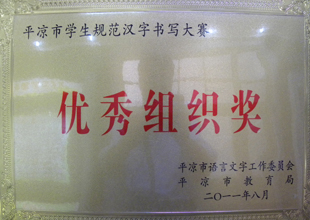 平凉市学生规范汉字书写大赛
优秀组织奖
平凉市语言文字工作委员会
平凉市教育局
二〇一一年八月